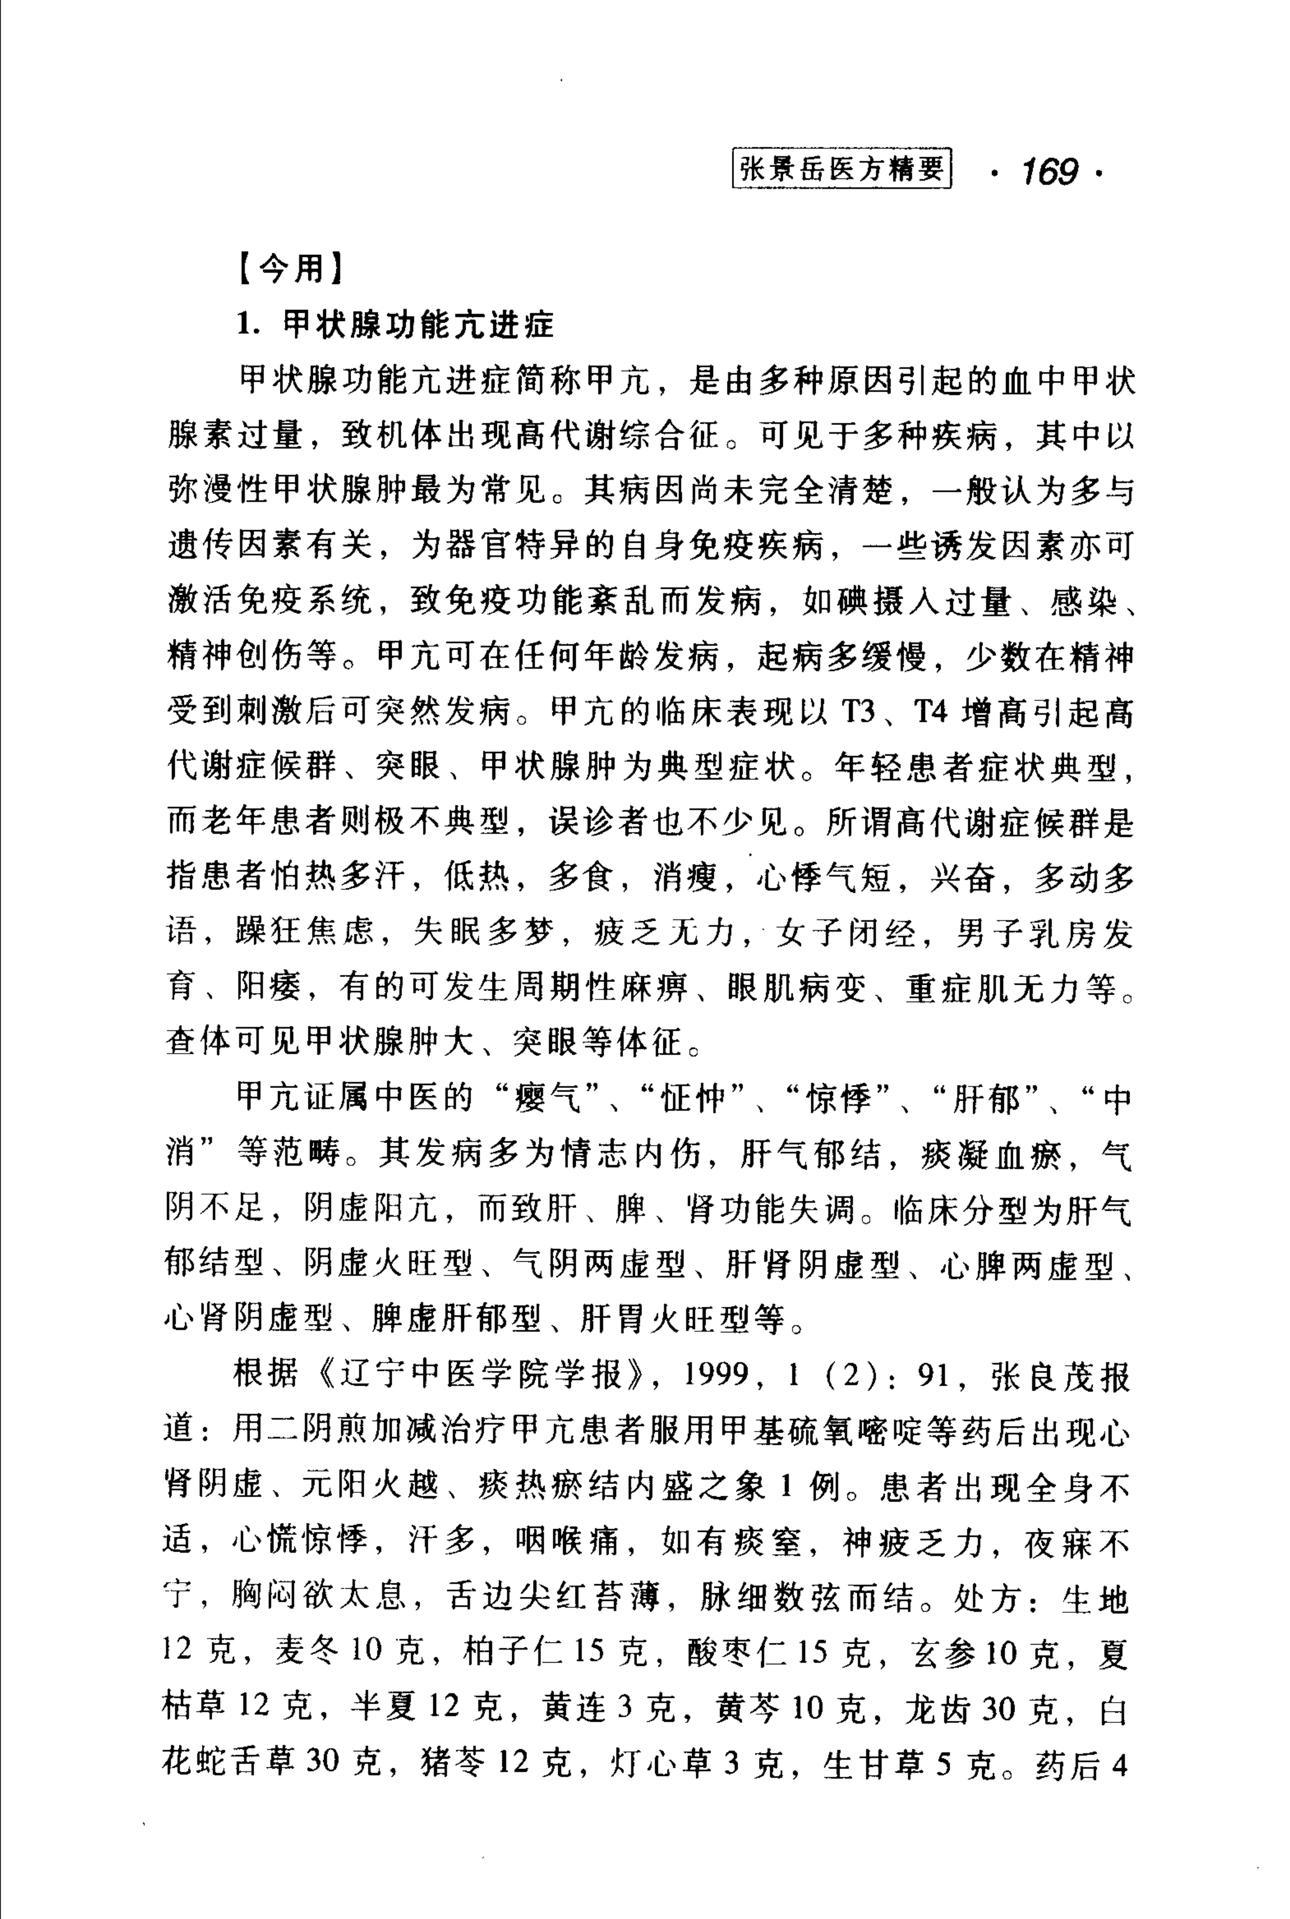 张景岳医方精要 · 169 ·
【今用】
1. 甲状腺功能亢进症
甲状腺功能亢进症简称甲亢，是由多种原因引起的血中甲状
腺素过量，致机体出现高代谢综合征。可见于多种疾病，其中以
弥漫性甲状腺肿最为常见。其病因尚未完全清楚，一般认为多与
遗传因素有关，为器官特异的自身免疫疾病，一些诱发因素亦可
激活免疫系统，致免疫功能紊乱而发病，如碘摄入过量、感染、
精神创伤等。甲亢可在任何年龄发病，起病多缓慢，少数在精神
受到刺激后可突然发病。甲亢的临床表现以 T3、T4 增高引起高
代谢症候群、突眼、甲状腺肿为典型症状。年轻患者症状典型，
而老年患者则极不典型，误诊者也不少见。所谓高代谢症候群是
指患者怕热多汗，低热，多食，消瘦，心悸气短，兴奋，多动多
语，躁狂焦虑，失眠多梦，疲乏无力，女子闭经，男子乳房发
育、阳痿，有的可发生周期性麻痹、眼肌病变、重症肌无力等。
查体可见甲状腺肿大、突眼等体征。
甲亢证属中医的“瘿气”、“怔忡”、“惊悸”、“肝郁”、“中
消”等范畴。其发病多为情志内伤，肝气郁结，痰凝血瘀，气
阴不足，阴虚阳亢，而致肝、脾、肾功能失调。临床分型为肝气
郁结型、阴虚火旺型、气阴两虚型、肝肾阴虚型、心脾两虚型、
心肾阴虚型、脾虚肝郁型、肝胃火旺型等。
根据《辽宁中医学院学报》，1999，1（2）：91，张良茂报
道：用二阴煎加减治疗甲亢患者服用甲基硫氧嘧啶等药后出现心
肾阴虚、元阳火越、痰热瘀结内盛之象 1 例。患者出现全身不
适，心慌惊悸，汗多，咽喉痛，如有痰窒，神疲乏力，夜寐不
宁，胸闷欲太息，舌边尖红苔薄，脉细数弦而结。处方：生地
12 克，麦冬 10 克，柏子仁 15 克，酸枣仁 15 克，玄参 10 克，夏
枯草 12 克，半夏 12 克，黄连 3 克，黄芩 10 克，龙齿 30 克，白
花蛇舌草 30 克，猪苓 12 克，灯心草 3 克，生甘草 5 克。药后 4